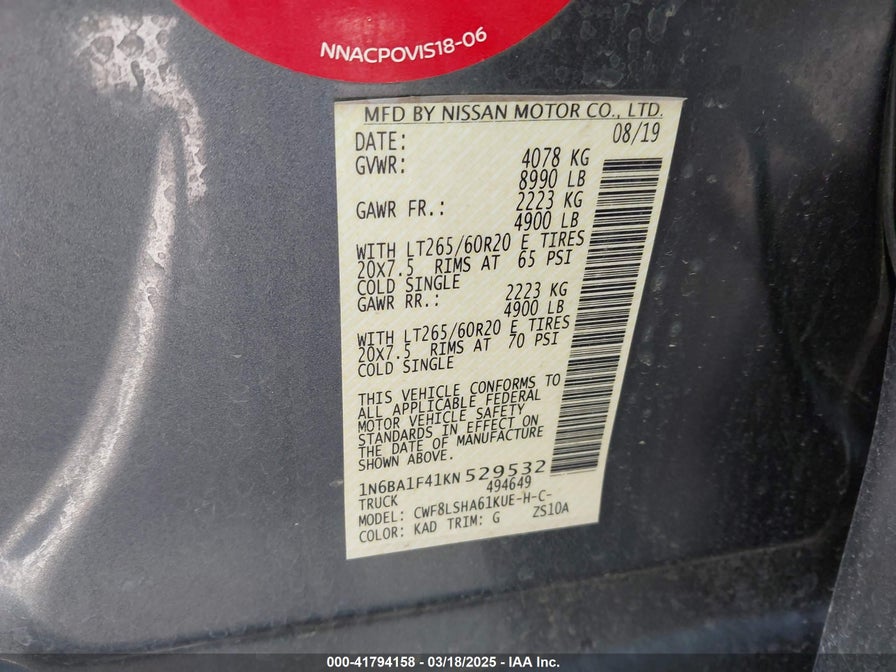 NNACPOVIS18-06
MFD BY NISSAN MOTOR CO., LTD.
DATE: 08/19
GVWR: 4078 KG
8990 LB
GAWR FR.: 2223 KG
4900 LB
WITH LT265/60R20 E TIRES
20X7.5 RIMS AT 65 PSI
COLD SINGLE
GAWR RR.: 2223 KG
4900 LB
WITH LT265/60R20 E TIRES
20X7.5 RIMS AT 70 PSI
COLD SINGLE
THIS VEHICLE CONFORMS TO
ALL APPLICABLE FEDERAL
MOTOR VEHICLE SAFETY
STANDARDS IN EFFECT ON
THE DATE OF MANUFACTURE
SHOWN ABOVE.
1N6BA1F41KN529532
TRUCK 494649
MODEL: CWF8LSHA61KUE-H-C-
COLOR: KAD TRIM: G ZS10A
000-41794158 - 03/18/2025 - IAA Inc.